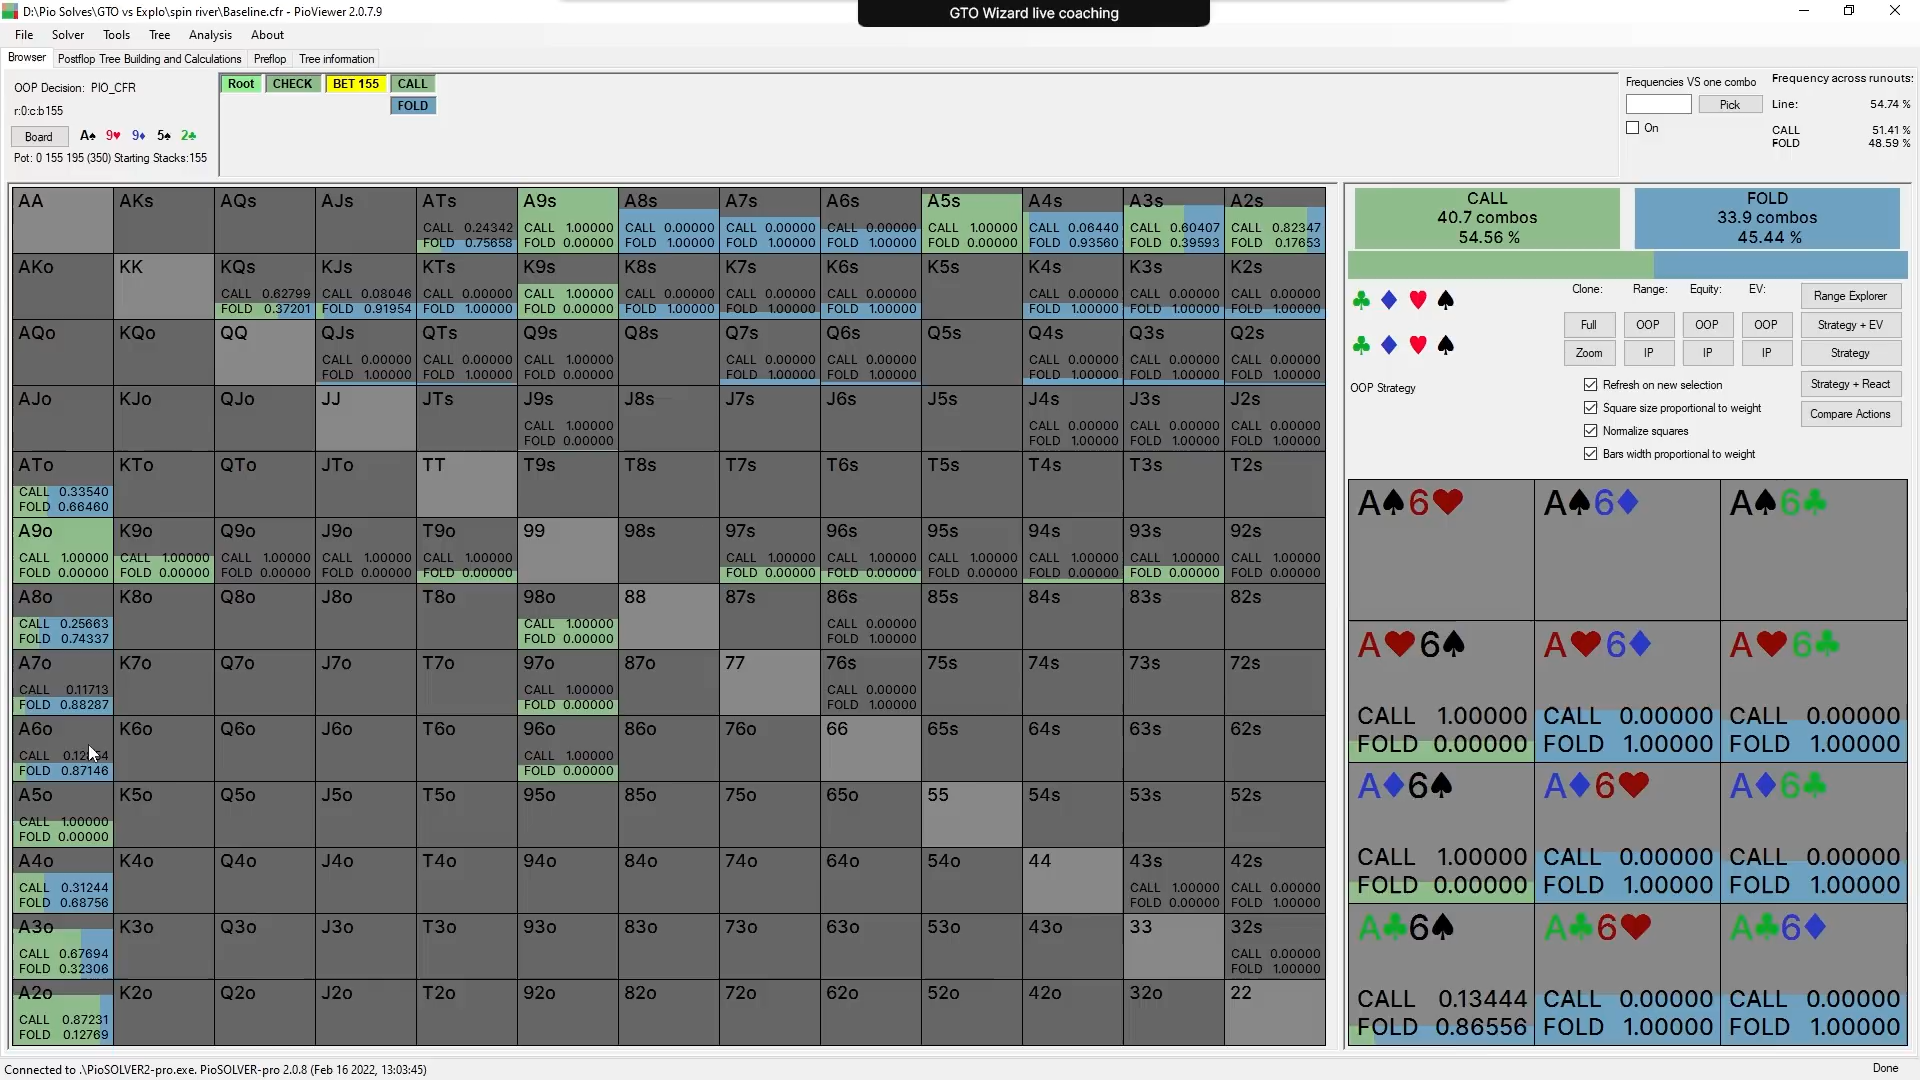 D:\Pio Solves\GTO vs Explo\spin river\Baseline.cfr - PioViewer 2.0.7.9
GTO Wizard live coaching
File Solver Tools Tree Analysis About
Browser Postflop Tree Building and Calculations Preflop Tree information
OOP Decision: PIO_CFR
r:0:c:b155
Board A♠ 9♥ 9♦ 5♠ 2♣
Pot: 0 155 195 (350) Starting Stacks:155
Root CHECK BET 155 CALL
FOLD
Frequencies VS one combo
Pick
On
Frequency across runouts:
Line: 54.74 %
CALL 51.41 %
FOLD 48.59 %
AA AKs AQs AJs ATs A9s A8s A7s A6s A5s A4s A3s A2s
CALL 0.24342 CALL 1.00000 CALL 0.00000 CALL 0.00000 CALL 0.00000 CALL 1.00000 CALL 0.06440 CALL 0.60407 CALL 0.82347
FOLD 0.75658 FOLD 0.00000 FOLD 1.00000 FOLD 1.00000 FOLD 1.00000 FOLD 0.00000 FOLD 0.93560 FOLD 0.39593 FOLD 0.17653
AKo KK KQs KJs KTs K9s K8s K7s K6s K5s K4s K3s K2s
CALL 0.62799 CALL 0.08046 CALL 0.00000 CALL 1.00000 CALL 0.00000 CALL 0.00000 CALL 0.00000 CALL 0.00000 CALL 0.00000 CALL 0.00000
FOLD 0.37201 FOLD 0.91954 FOLD 1.00000 FOLD 0.00000 FOLD 1.00000 FOLD 1.00000 FOLD 1.00000 FOLD 1.00000 FOLD 1.00000 FOLD 1.00000
AQo KQo QQ QJs QTs Q9s Q8s Q7s Q6s Q5s Q4s Q3s Q2s
CALL 0.00000 CALL 0.00000 CALL 1.00000 CALL 0.00000 CALL 0.00000 CALL 0.00000 CALL 0.00000 CALL 0.00000
FOLD 1.00000 FOLD 1.00000 FOLD 0.00000 FOLD 1.00000 FOLD 1.00000 FOLD 1.00000 FOLD 1.00000 FOLD 1.00000
AJo KJo QJo JJ JTs J9s J8s J7s J6s J5s J4s J3s J2s
CALL 1.00000 CALL 0.00000 CALL 0.00000 CALL 0.00000
FOLD 0.00000 FOLD 1.00000 FOLD 1.00000 FOLD 1.00000
ATo KTo QTo JTo TT T9s T8s T7s T6s T5s T4s T3s T2s
CALL 0.33540
FOLD 0.66460
A9o K9o Q9o J9o T9o 99 98s 97s 96s 95s 94s 93s 92s
CALL 1.00000 CALL 1.00000 CALL 1.00000 CALL 1.00000 CALL 1.00000 CALL 1.00000 CALL 1.00000 CALL 1.00000 CALL 1.00000 CALL 1.00000 CALL 1.00000
FOLD 0.00000 FOLD 0.00000 FOLD 0.00000 FOLD 0.00000 FOLD 0.00000 FOLD 0.00000 FOLD 0.00000 FOLD 0.00000 FOLD 0.00000 FOLD 0.00000 FOLD 0.00000
A8o K8o Q8o J8o T8o 98o 88 87s 86s 85s 84s 83s 82s
CALL 0.25663 CALL 1.00000 CALL 0.00000
FOLD 0.74337 FOLD 0.00000 FOLD 1.00000
A7o K7o Q7o J7o T7o 97o 87o 77 76s 75s 74s 73s 72s
CALL 0.11713 CALL 1.00000 CALL 0.00000
FOLD 0.88287 FOLD 0.00000 FOLD 1.00000
A6o K6o Q6o J6o T6o 96o 86o 76o 66 65s 64s 63s 62s
CALL CALL 1.00000
FOLD 0.87146 FOLD 0.00000
A5o K5o Q5o J5o T5o 95o 85o 75o 65o 55 54s 53s 52s
CALL 1.00000
FOLD 0.00000
A4o K4o Q4o J4o T4o 94o 84o 74o 64o 54o 44 43s 42s
CALL 0.31244 CALL 1.00000 CALL 0.00000
FOLD 0.68756 FOLD 0.00000 FOLD 1.00000
A3o K3o Q3o J3o T3o 93o 83o 73o 63o 53o 43o 33 32s
CALL 0.67694 CALL 0.00000
FOLD 0.32306 FOLD 1.00000
A2o K2o Q2o J2o T2o 92o 82o 72o 62o 52o 42o 32o 22
CALL 0.87231
FOLD 0.12769
CALL FOLD
40.7 combos 33.9 combos
54.56 % 45.44 %
♣ ♦ ♥ ♠
♣ ♦ ♥ ♠
OOP Strategy
Clone: Range: Equity: EV: Range Explorer
Full OOP OOP OOP Strategy + EV
Zoom IP IP IP Strategy
Refresh on new selection Strategy + React
Square size proportional to weight Compare Actions
Normalize squares
Bars width proportional to weight
A♠6♥ A♠6♦ A♠6♣
A♥6♠ A♥6♦ A♥6♣
CALL 1.00000 CALL 0.00000 CALL 0.00000
FOLD 0.00000 FOLD 1.00000 FOLD 1.00000
A♦6♠ A♦6♥ A♦6♣
CALL 1.00000 CALL 0.00000 CALL 0.00000
FOLD 0.00000 FOLD 1.00000 FOLD 1.00000
A♣6♠ A♣6♥ A♣6♦
CALL 0.13444 CALL 0.00000 CALL 0.00000
FOLD 0.86556 FOLD 1.00000 FOLD 1.00000
Connected to .\PioSOLVER2-pro.exe. PioSOLVER-pro 2.0.8 (Feb 16 2022, 13:03:45) Done